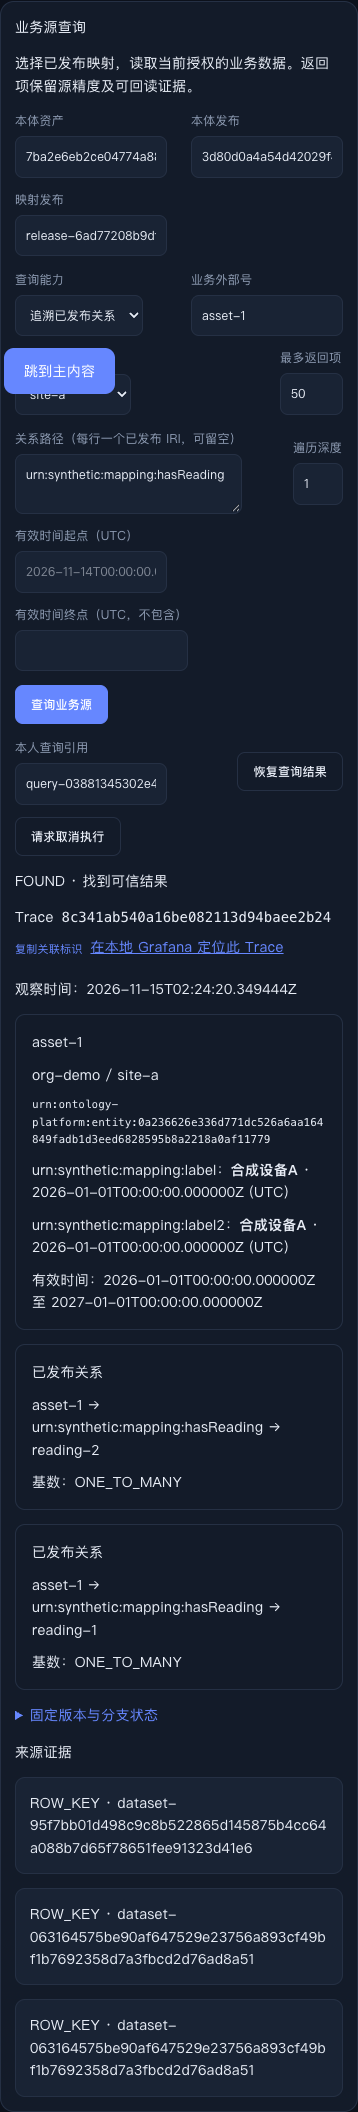 业务源查询
选择已发布映射，读取当前授权的业务数据。返回
项保留源精度及可回读证据。
本体资产
本体发布
7ba2e6eb2ce04774a8
3d80d0a4a54d42029f
映射发布
release-6ad77208b9d
查询能力
业务外部号
追溯已发布关系
asset-1
跳到主内容
最多返回项
site-a
50
关系路径（每行一个已发布 IRI，可留空）
遍历深度
urn:synthetic:mapping:hasReading
1
有效时间起点（UTC）
2026-11-14T00:00:00.
有效时间终点（UTC，不包含）
查询业务源
本人查询引用
query-03881345302e4
恢复查询结果
请求取消执行
FOUND · 找到可信结果
Trace 8c341ab540a16be082113d94baee2b24
复制关联标识 在本地 Grafana 定位此 Trace
观察时间：2026-11-15T02:24:20.349444Z
asset-1
org-demo / site-a
urn:ontology-
platform:entity:0a236626e336d771dc526a6aa164
849fadb1d3eed6828595b8a2218a0af11779
urn:synthetic:mapping:label：合成设备A ·
2026-01-01T00:00:00.000000Z (UTC)
urn:synthetic:mapping:label2：合成设备A ·
2026-01-01T00:00:00.000000Z (UTC)
有效时间：2026-01-01T00:00:00.000000Z
至 2027-01-01T00:00:00.000000Z
已发布关系
asset-1 →
urn:synthetic:mapping:hasReading →
reading-2
基数：ONE_TO_MANY
已发布关系
asset-1 →
urn:synthetic:mapping:hasReading →
reading-1
基数：ONE_TO_MANY
▶ 固定版本与分支状态
来源证据
ROW_KEY · dataset-
95f7bb01d498c9c8b522865d145875b4cc64
a088b7d65f78651fee91323d41e6
ROW_KEY · dataset-
063164575be90af647529e23756a893cf49b
f1b7692358d7a3fbcd2d76ad8a51
ROW_KEY · dataset-
063164575be90af647529e23756a893cf49b
f1b7692358d7a3fbcd2d76ad8a51